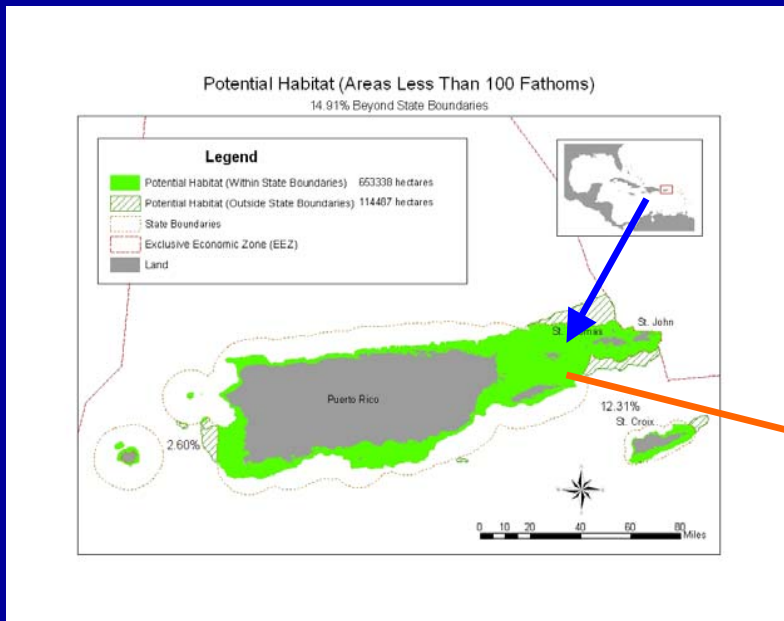 Potential Habitat (Areas Less Than 100 Fathoms)
14.91% Beyond State Boundaries
Legend
Potential Habitat (Within State Boundaries) 653338 hectares
Potential Habitat (Outside State Boundaries) 114487 hectares
State Boundaries
Exclusive Economic Zone (EEZ)
Land
St. John
St.
Puerto Rico
12.31%
St. Croix
2.60%
0 10 20 40 60 80
Miles